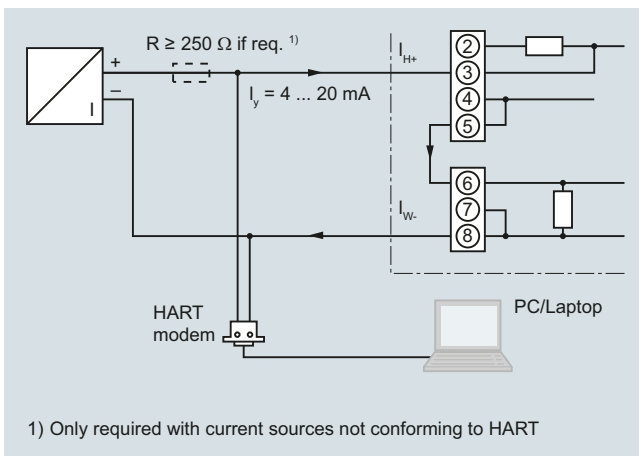 R ≥ 250 Ω if req. 1)
+
–
I
Iy = 4 ... 20 mA
IH+
2
3
4
5
6
7
8
IW-
HART
modem
PC/Laptop
1) Only required with current sources not conforming to HART